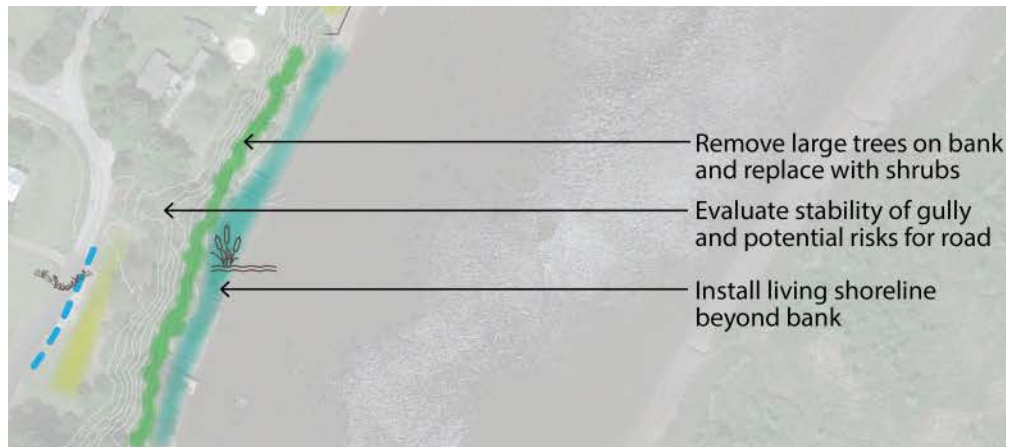 Remove large trees on bank
and replace with shrubs
Evaluate stability of gully
and potential risks for road
Install living shoreline
beyond bank